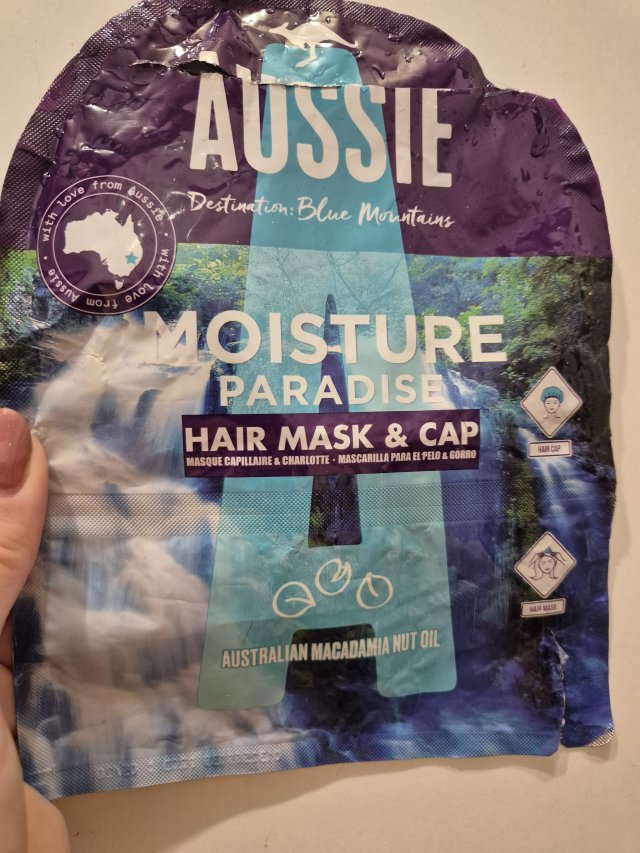 AUSSIE
Destination: Blue Mountains
with love from Aussie • with love from Aussie •
MOISTURE
PARADISE
HAIR MASK & CAP
MASQUE CAPILLAIRE & CHARLOTTE · MASCARILLA PARA EL PELO & GORRO
HAIR CAP
HAIR MASK
AUSTRALIAN MACADAMIA NUT OIL